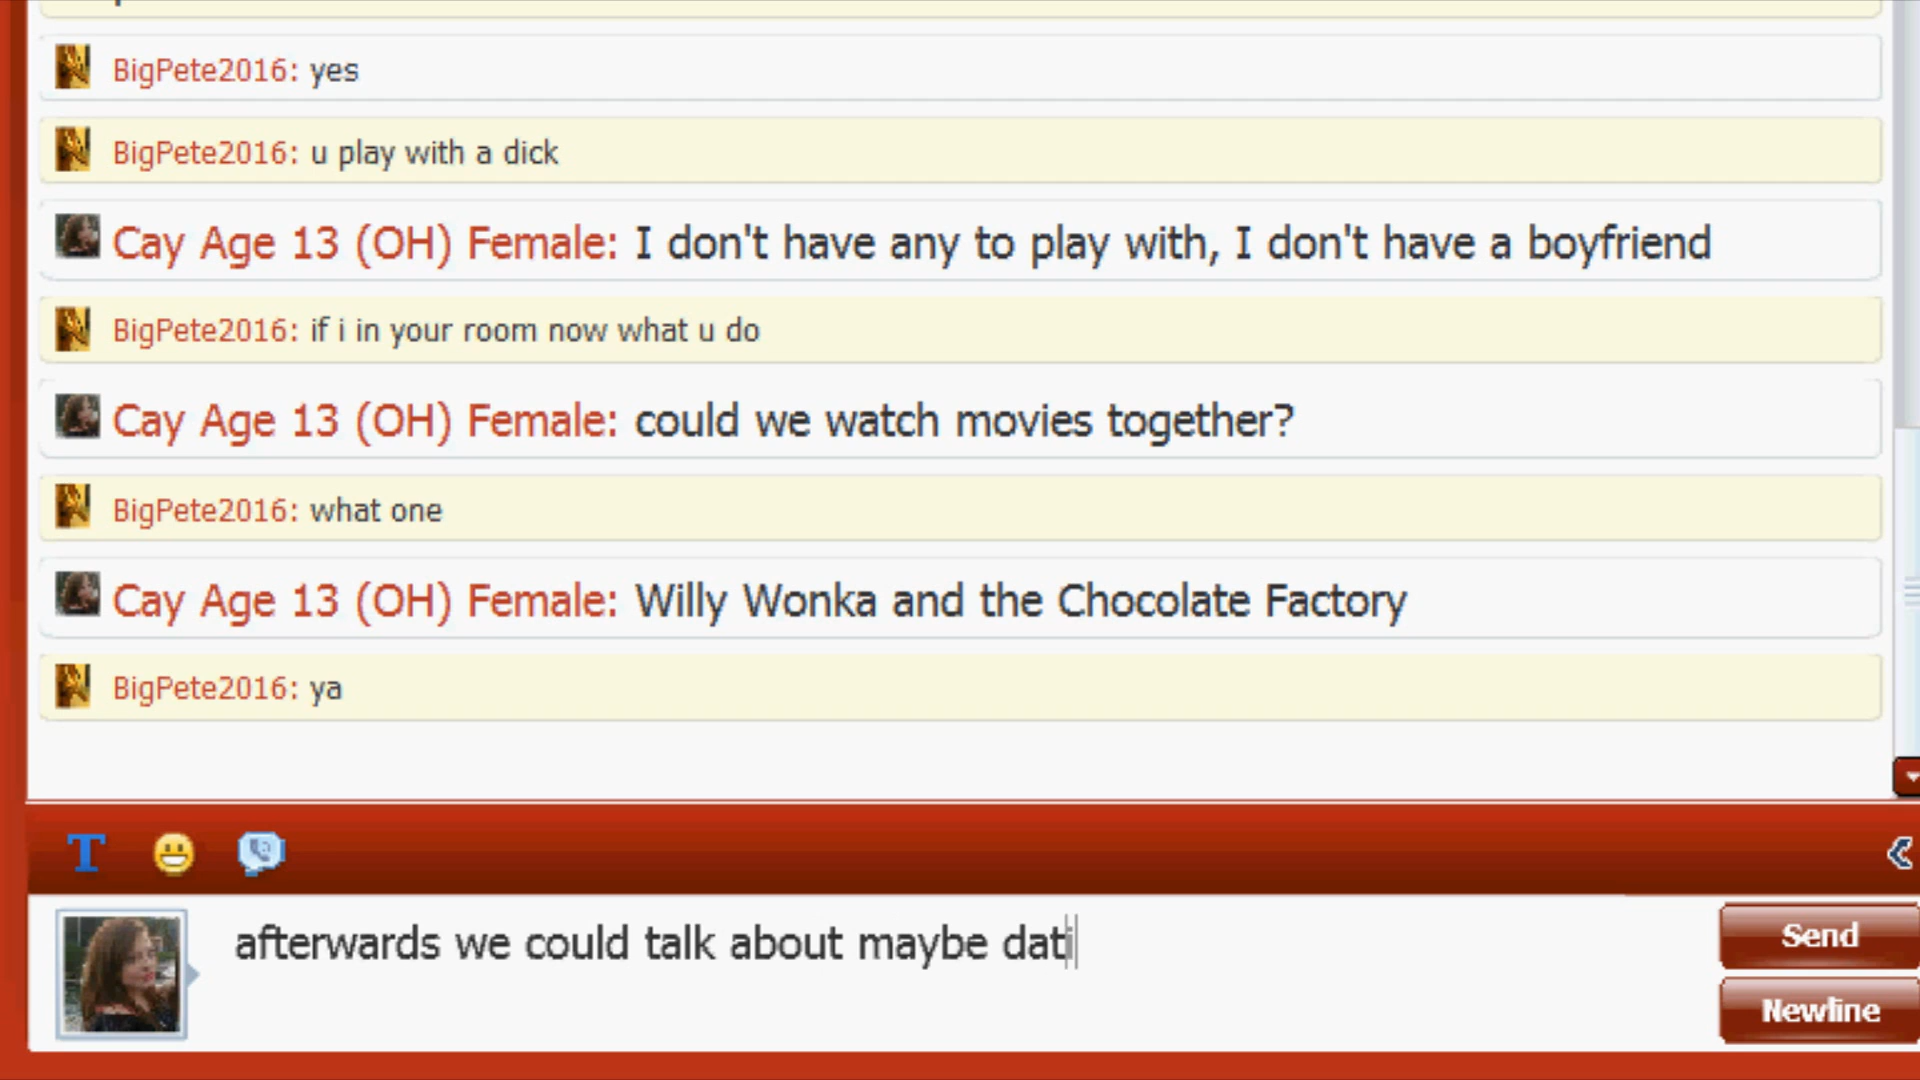 BigPete2016: yes
BigPete2016: u play with a dick
Cay Age 13 (OH) Female: I don't have any to play with, I don't have a boyfriend
BigPete2016: if i in your room now what u do
Cay Age 13 (OH) Female: could we watch movies together?
BigPete2016: what one
Cay Age 13 (OH) Female: Willy Wonka and the Chocolate Factory
BigPete2016: ya
T
afterwards we could talk about maybe dati
Send
Newline